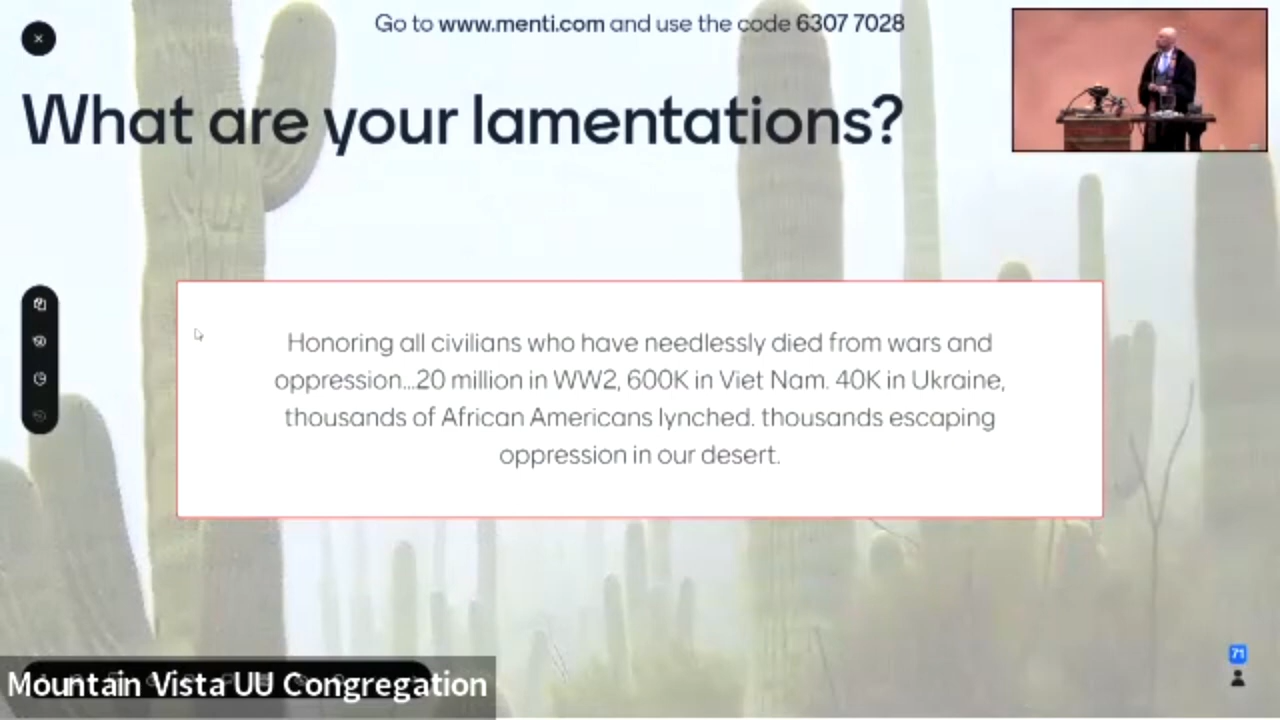 Go to www.menti.com and use the code 6307 7028
What are your lamentations?
Honoring all civilians who have needlessly died from wars and
oppression...20 million in WW2, 600K in Viet Nam. 40K in Ukraine,
thousands of African Americans lynched. thousands escaping
oppression in our desert.
71
Mountain Vista UU Congregation